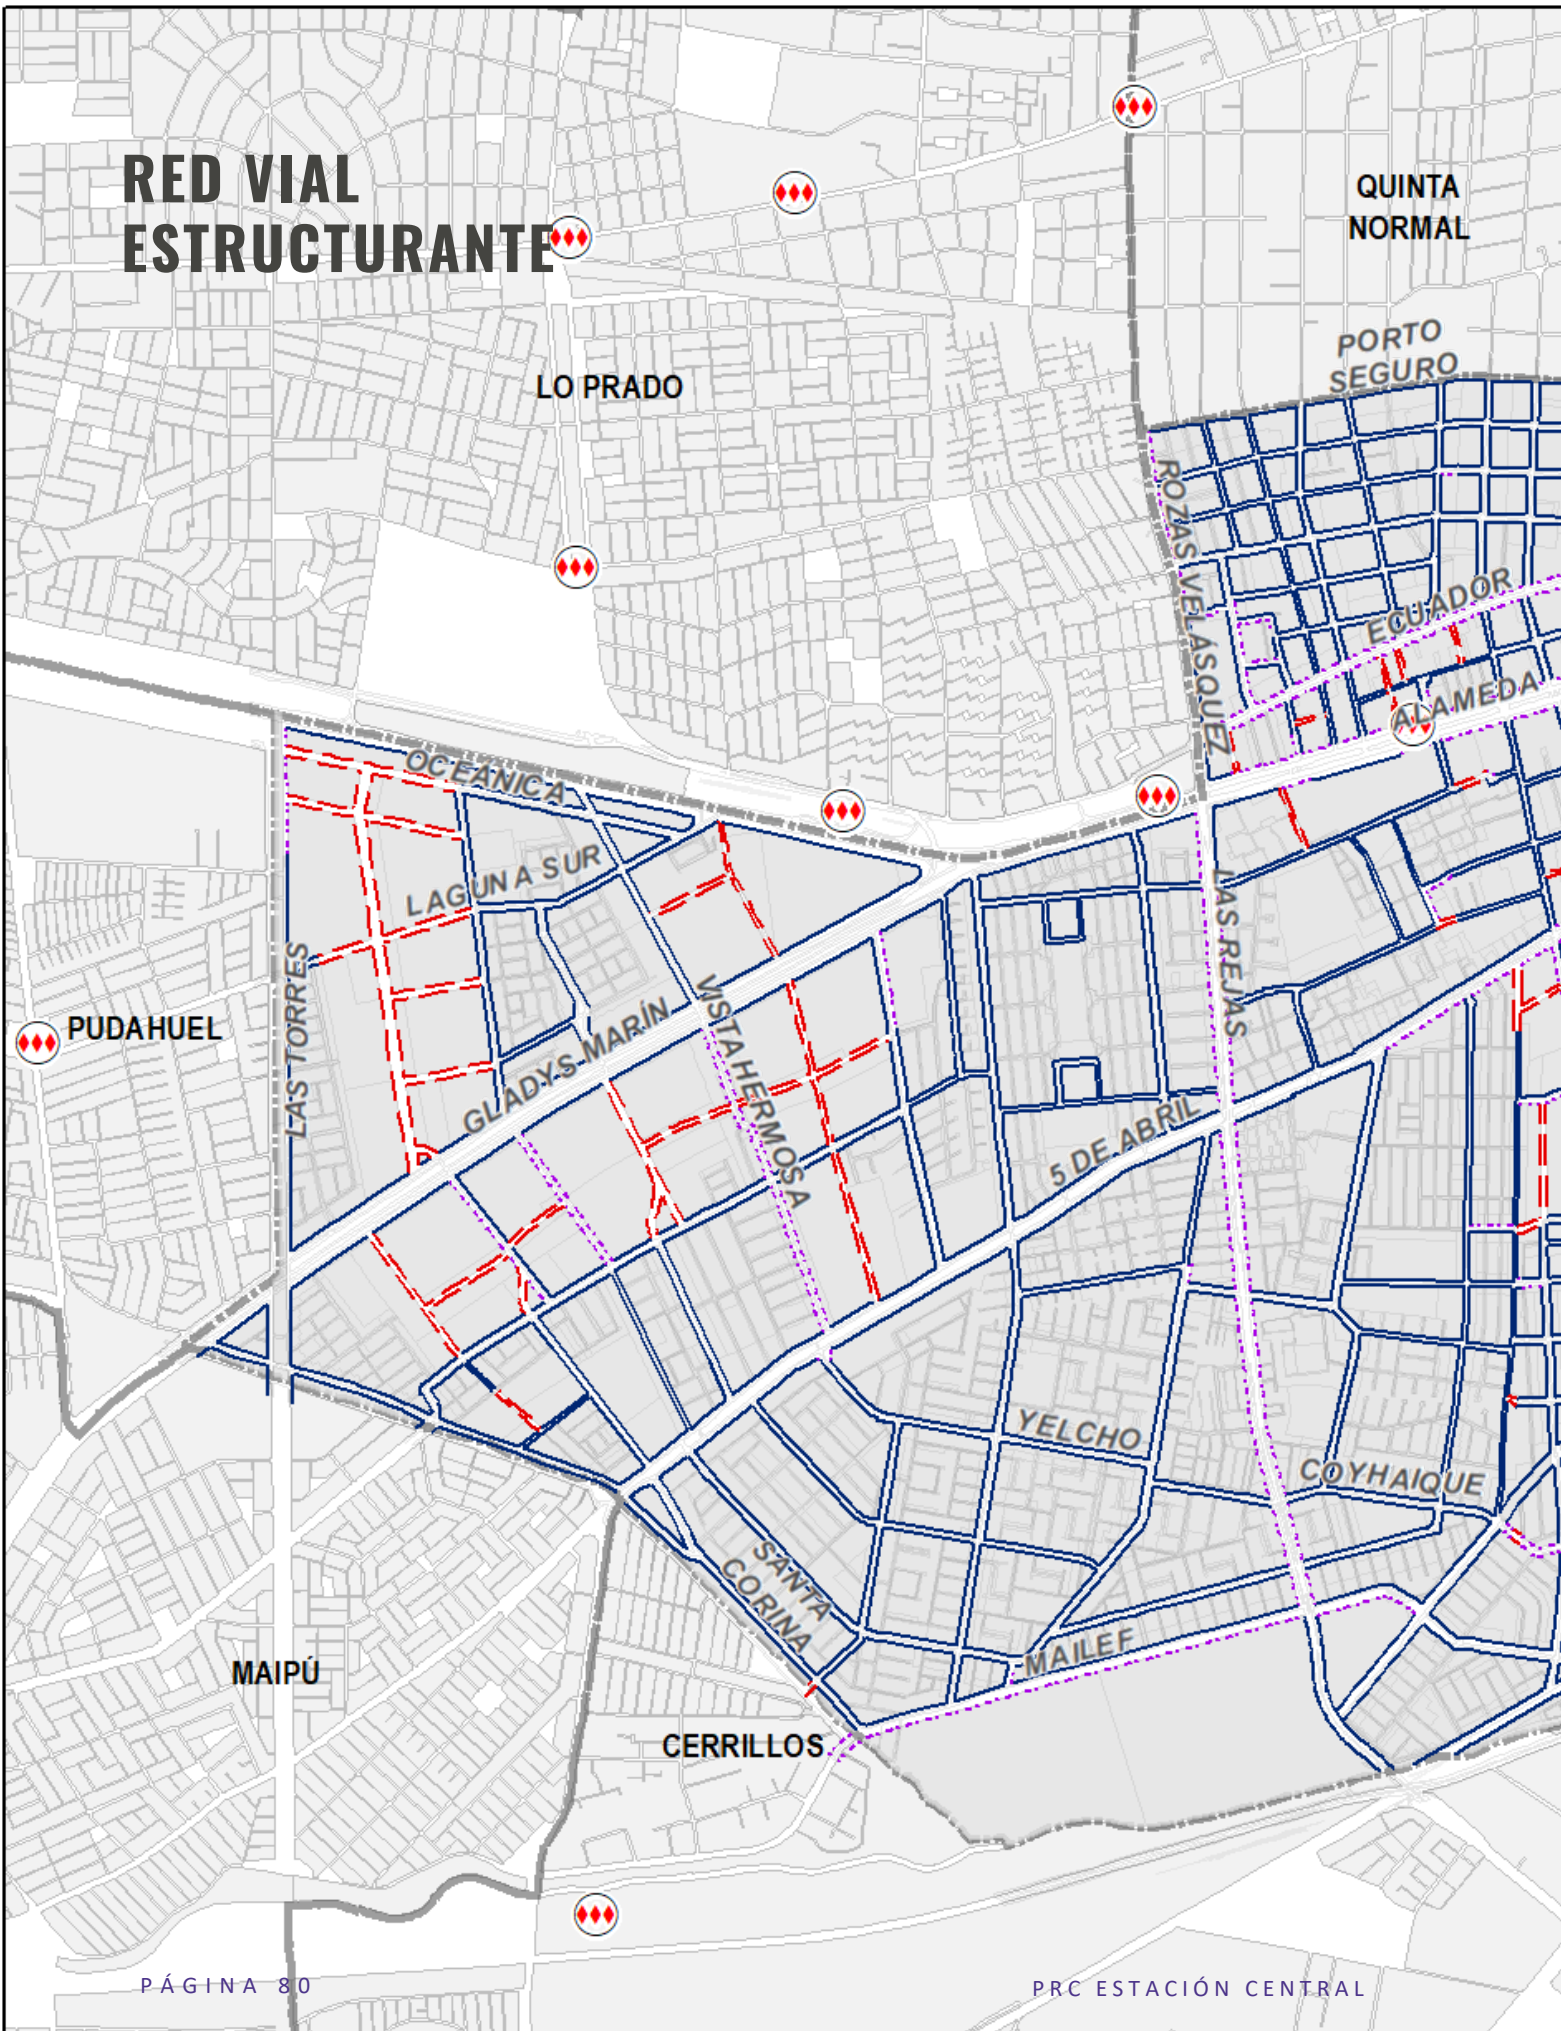 RED VIAL
ESTRUCTURANTE
QUINTA
NORMAL
PORTO
SEGURO
LO PRADO
ROZAS VELÁSQUEZ
ECUADOR
ALAMEDA
OCEÁNICA
LAGUNA SUR
LAS REJAS
LAS TORRES
VISTA HERMOSA
PUDAHUEL
GLADYS MARÍN
5 DE ABRIL
YELCHO
COYHAIQUE
SANTA
CORINA
MAILEF
MAIPÚ
CERRILLOS
PÁGINA 80
PRC ESTACIÓN CENTRAL